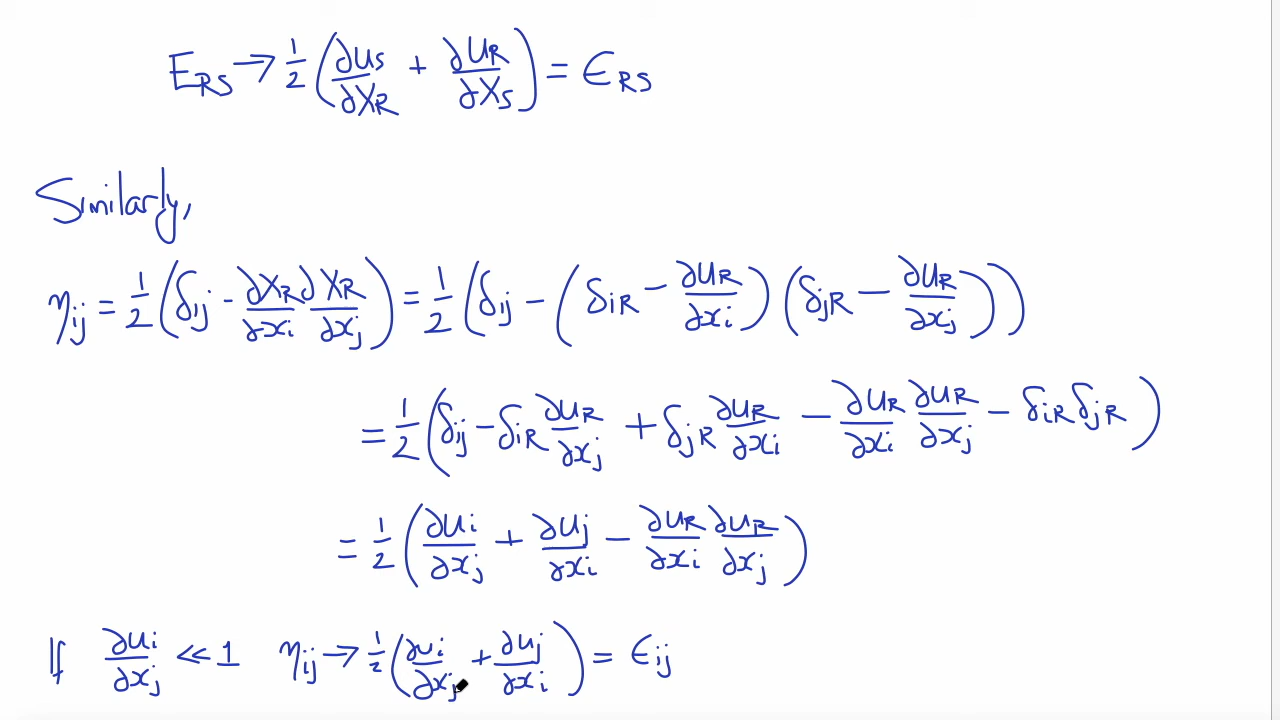 E_RS → 1/2 (∂u_S/∂X_R + ∂u_R/∂X_S) = ϵ_RS
Similarly,
η_ij = 1/2 (δ_ij - ∂X_R/∂x_i ∂X_R/∂x_j) = 1/2 (δ_ij - (δ_iR - ∂u_R/∂x_i) (δ_jR - ∂u_R/∂x_j))
= 1/2 (δ_ij - δ_iR ∂u_R/∂x_j + δ_jR ∂u_R/∂x_i - ∂u_R/∂x_i ∂u_R/∂x_j - δ_iR δ_jR)
= 1/2 (∂u_i/∂x_j + ∂u_j/∂x_i - ∂u_R/∂x_i ∂u_R/∂x_j)
If ∂u_i/∂x_j ≪ 1 η_ij → 1/2 (∂u_i/∂x_j + ∂u_j/∂x_i) = ϵ_ij